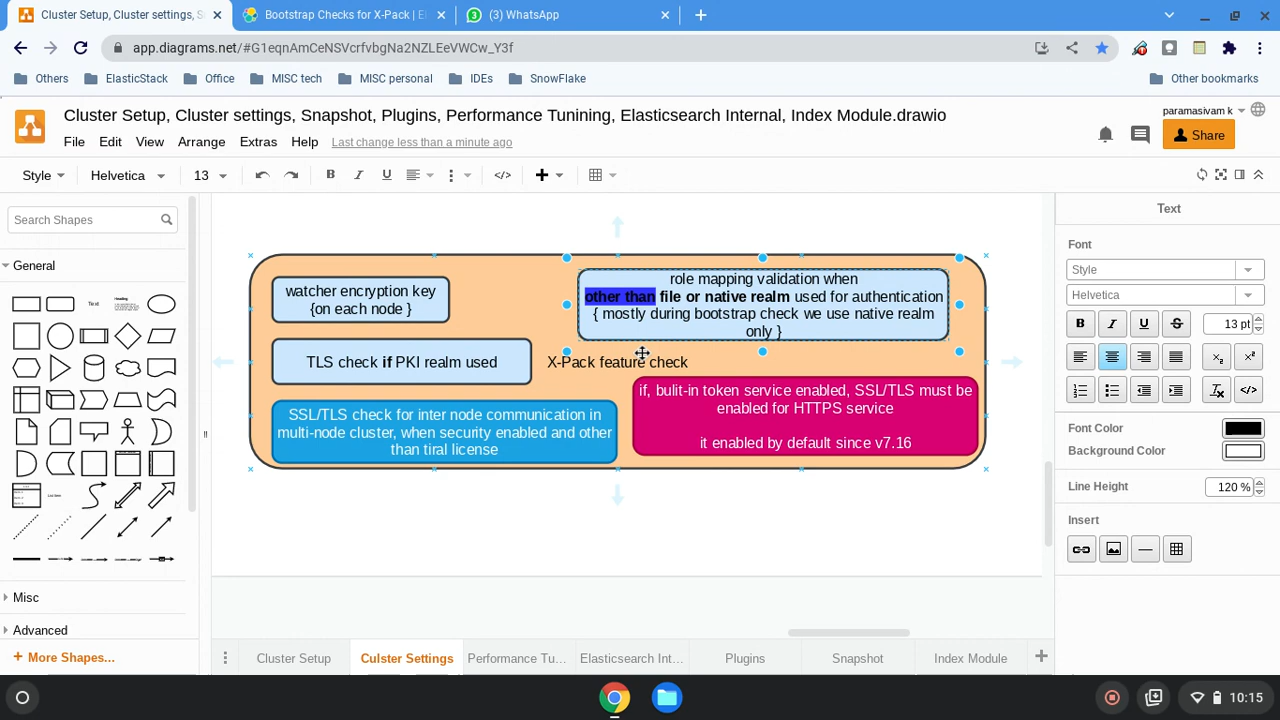 Cluster Setup, Cluster settings, S
Bootstrap Checks for X-Pack | El
(3) WhatsApp
app.diagrams.net/#G1eqnAmCeNSVcrfvbgNa2NZLEeVWCw_Y3f
Others
ElasticStack
Office
MISC tech
MISC personal
IDEs
SnowFlake
Other bookmarks
Cluster Setup, Cluster settings, Snapshot, Plugins, Performance Tunining, Elasticsearch Internal, Index Module.drawio
paramasivam k
File
Edit
View
Arrange
Extras
Help
Last change less than a minute ago
Share
Style
Helvetica
13
B
I
U
Search Shapes
General
Text
Heading
List Item
Misc
Advanced
+ More Shapes...
watcher encryption key
{on each node }
role mapping validation when
other than file or native realm used for authentication
{ mostly during bootstrap check we use native realm
only }
TLS check if PKI realm used
X-Pack feature check
SSL/TLS check for inter node communication in
multi-node cluster, when security enabled and other
than tiral license
if, bulit-in token service enabled, SSL/TLS must be
enabled for HTTPS service
it enabled by default since v7.16
Text
Font
Style
Helvetica
B
I
U
S
13 pt
Font Color
Background Color
Line Height
120 %
Insert
Cluster Setup
Culster Settings
Performance Tu...
Elasticsearch Int...
Plugins
Snapshot
Index Module
10:15